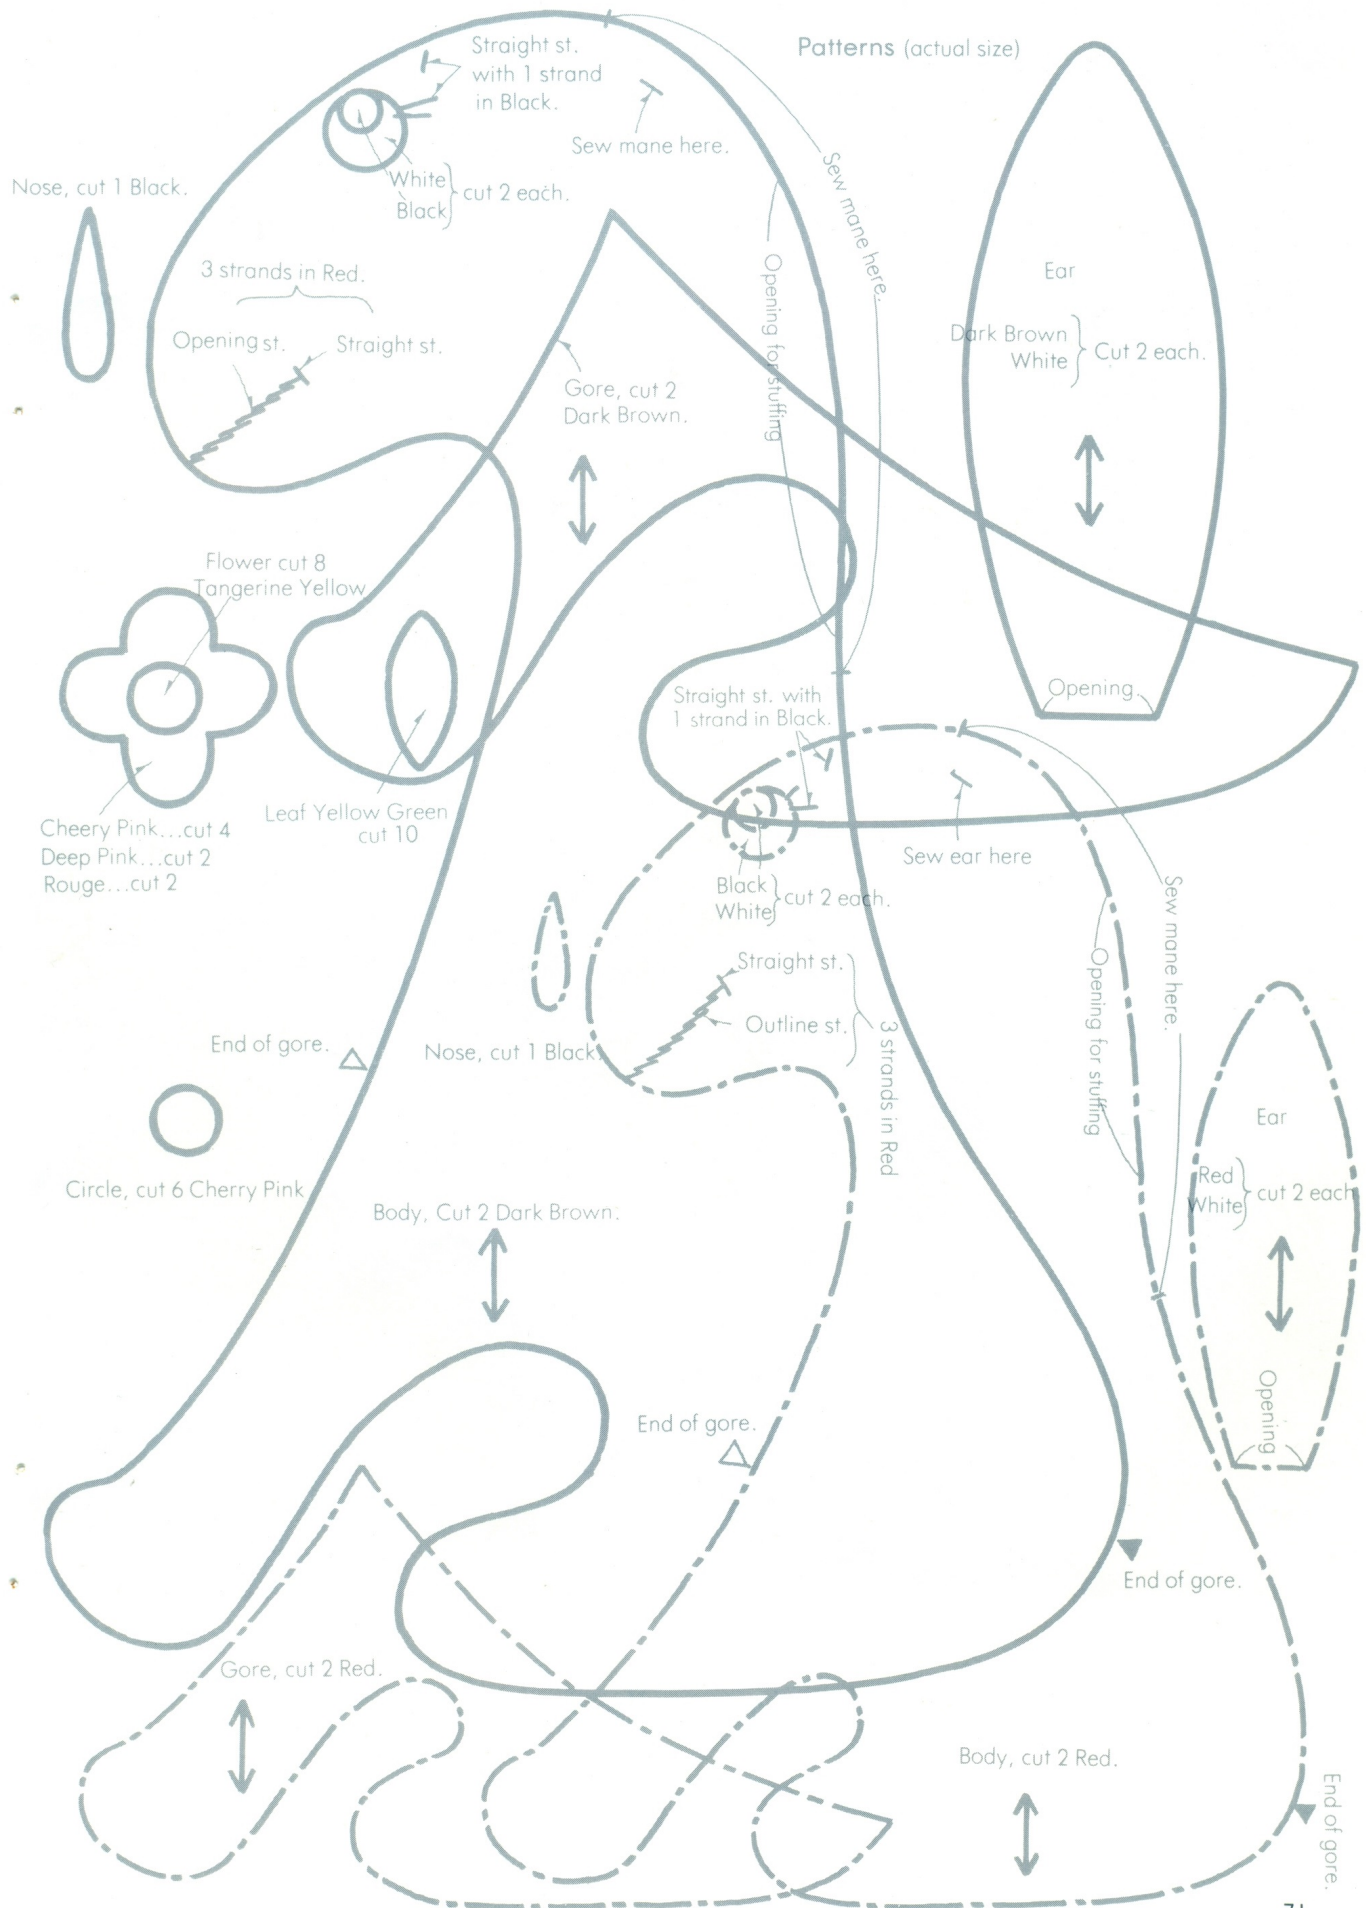 Patterns (actual size)
Straight st.
with 1 strand
in Black.
Sew mane here.
White
Black
cut 2 each.
Nose, cut 1 Black.
3 strands in Red.
Opening st.
Straight st.
Sew mane here.
Opening for stuffing
Gore, cut 2
Dark Brown.
Ear
Dark Brown
White
Cut 2 each.
Opening
Flower cut 8
Tangerine Yellow
Cheery Pink...cut 4
Deep Pink...cut 2
Rouge...cut 2
Leaf Yellow Green
cut 10
Straight st. with
1 strand in Black.
Sew ear here
Black
White
cut 2 each.
Straight st.
Outline st.
3 strands in Red
Nose, cut 1 Black.
Sew mane here.
Opening for stuffing
End of gore.
Circle, cut 6 Cherry Pink
Body, Cut 2 Dark Brown.
Ear
Red
White
cut 2 each
Opening
End of gore.
End of gore.
Gore, cut 2 Red.
Body, cut 2 Red.
End of gore.